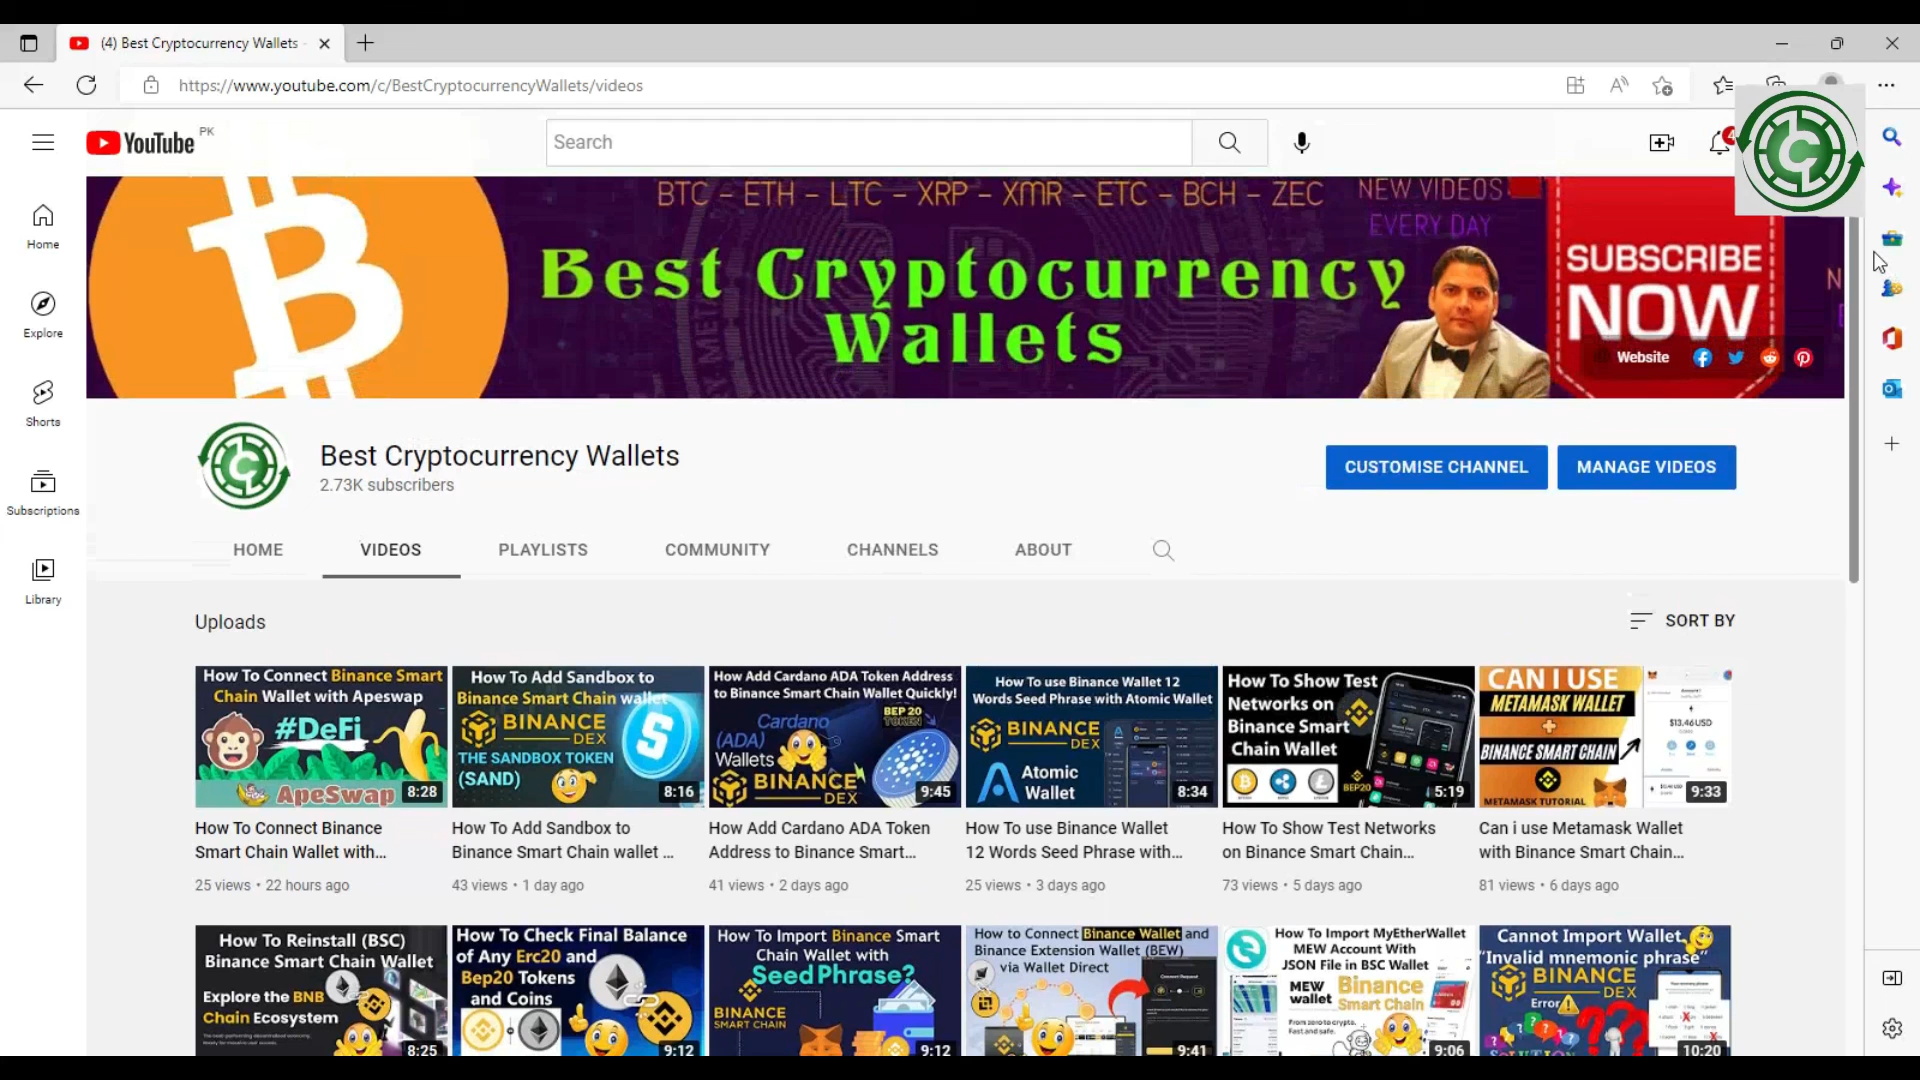 (4) Best Cryptocurrency Wallets
https://www.youtube.com/c/BestCryptocurrencyWallets/videos
YouTube PK
Search
4
BTC - ETH - LTC - XRP - XMR - ETC - BCH - ZEC
NEW VIDEOS
EVERY DAY
Best Cryptocurrency
Wallets
SUBSCRIBE
NOW
Website
Home
Explore
Shorts
Subscriptions
Library
Best Cryptocurrency Wallets
2.73K subscribers
CUSTOMISE CHANNEL
MANAGE VIDEOS
HOME
VIDEOS
PLAYLISTS
COMMUNITY
CHANNELS
ABOUT
Uploads
SORT BY
How To Connect Binance Smart
Chain Wallet with Apeswap
#DeFi
ApeSwap
8:28
How To Add Sandbox to
Binance Smart Chain wallet
BINANCE
DEX
THE SANDBOX TOKEN
(SAND)
8:16
How Add Cardano ADA Token Address
to Binance Smart Chain Wallet Quickly!
BEP 20
TOKEN
Cardano
(ADA)
Wallets
BINANCE
DEX
9:45
How To use Binance Wallet 12
Words Seed Phrase with Atomic Wallet
BINANCE
DEX
Atomic
Wallet
8:34
How To Show Test
Networks on
Binance Smart
Chain Wallet
BEP20
5:19
CAN I USE
METAMASK WALLET
+
BINANCE SMART CHAIN
METAMASK TUTORIAL
$13.46 USD
9:33
How To Connect Binance
Smart Chain Wallet with...
25 views • 22 hours ago
How To Add Sandbox to
Binance Smart Chain wallet ...
43 views • 1 day ago
How Add Cardano ADA Token
Address to Binance Smart...
41 views • 2 days ago
How To use Binance Wallet
12 Words Seed Phrase with...
25 views • 3 days ago
How To Show Test Networks
on Binance Smart Chain...
73 views • 5 days ago
Can i use Metamask Wallet
with Binance Smart Chain...
81 views • 6 days ago
How To Reinstall (BSC)
Binance Smart Chain Wallet
Explore the BNB
Chain Ecosystem
8:25
How To Check Final Balance
of Any Erc20 and
Bep20 Tokens
and Coins
9:12
How To Import Binance Smart
Chain Wallet with
Seed Phrase?
BINANCE
SMART CHAIN
9:12
How to Connect Binance Wallet and
Binance Extension Wallet (BEW)
via Wallet Direct
9:41
How To Import MyEtherWallet
MEW Account With
JSON File in BSC Wallet
MEW
wallet
Binance
Smart Chain
From zero to crypto.
Fast and safe.
9:06
Cannot Import Wallet
"Invalid mnemonic phrase"
BINANCE
DEX
Error
SOLUTION
10:20